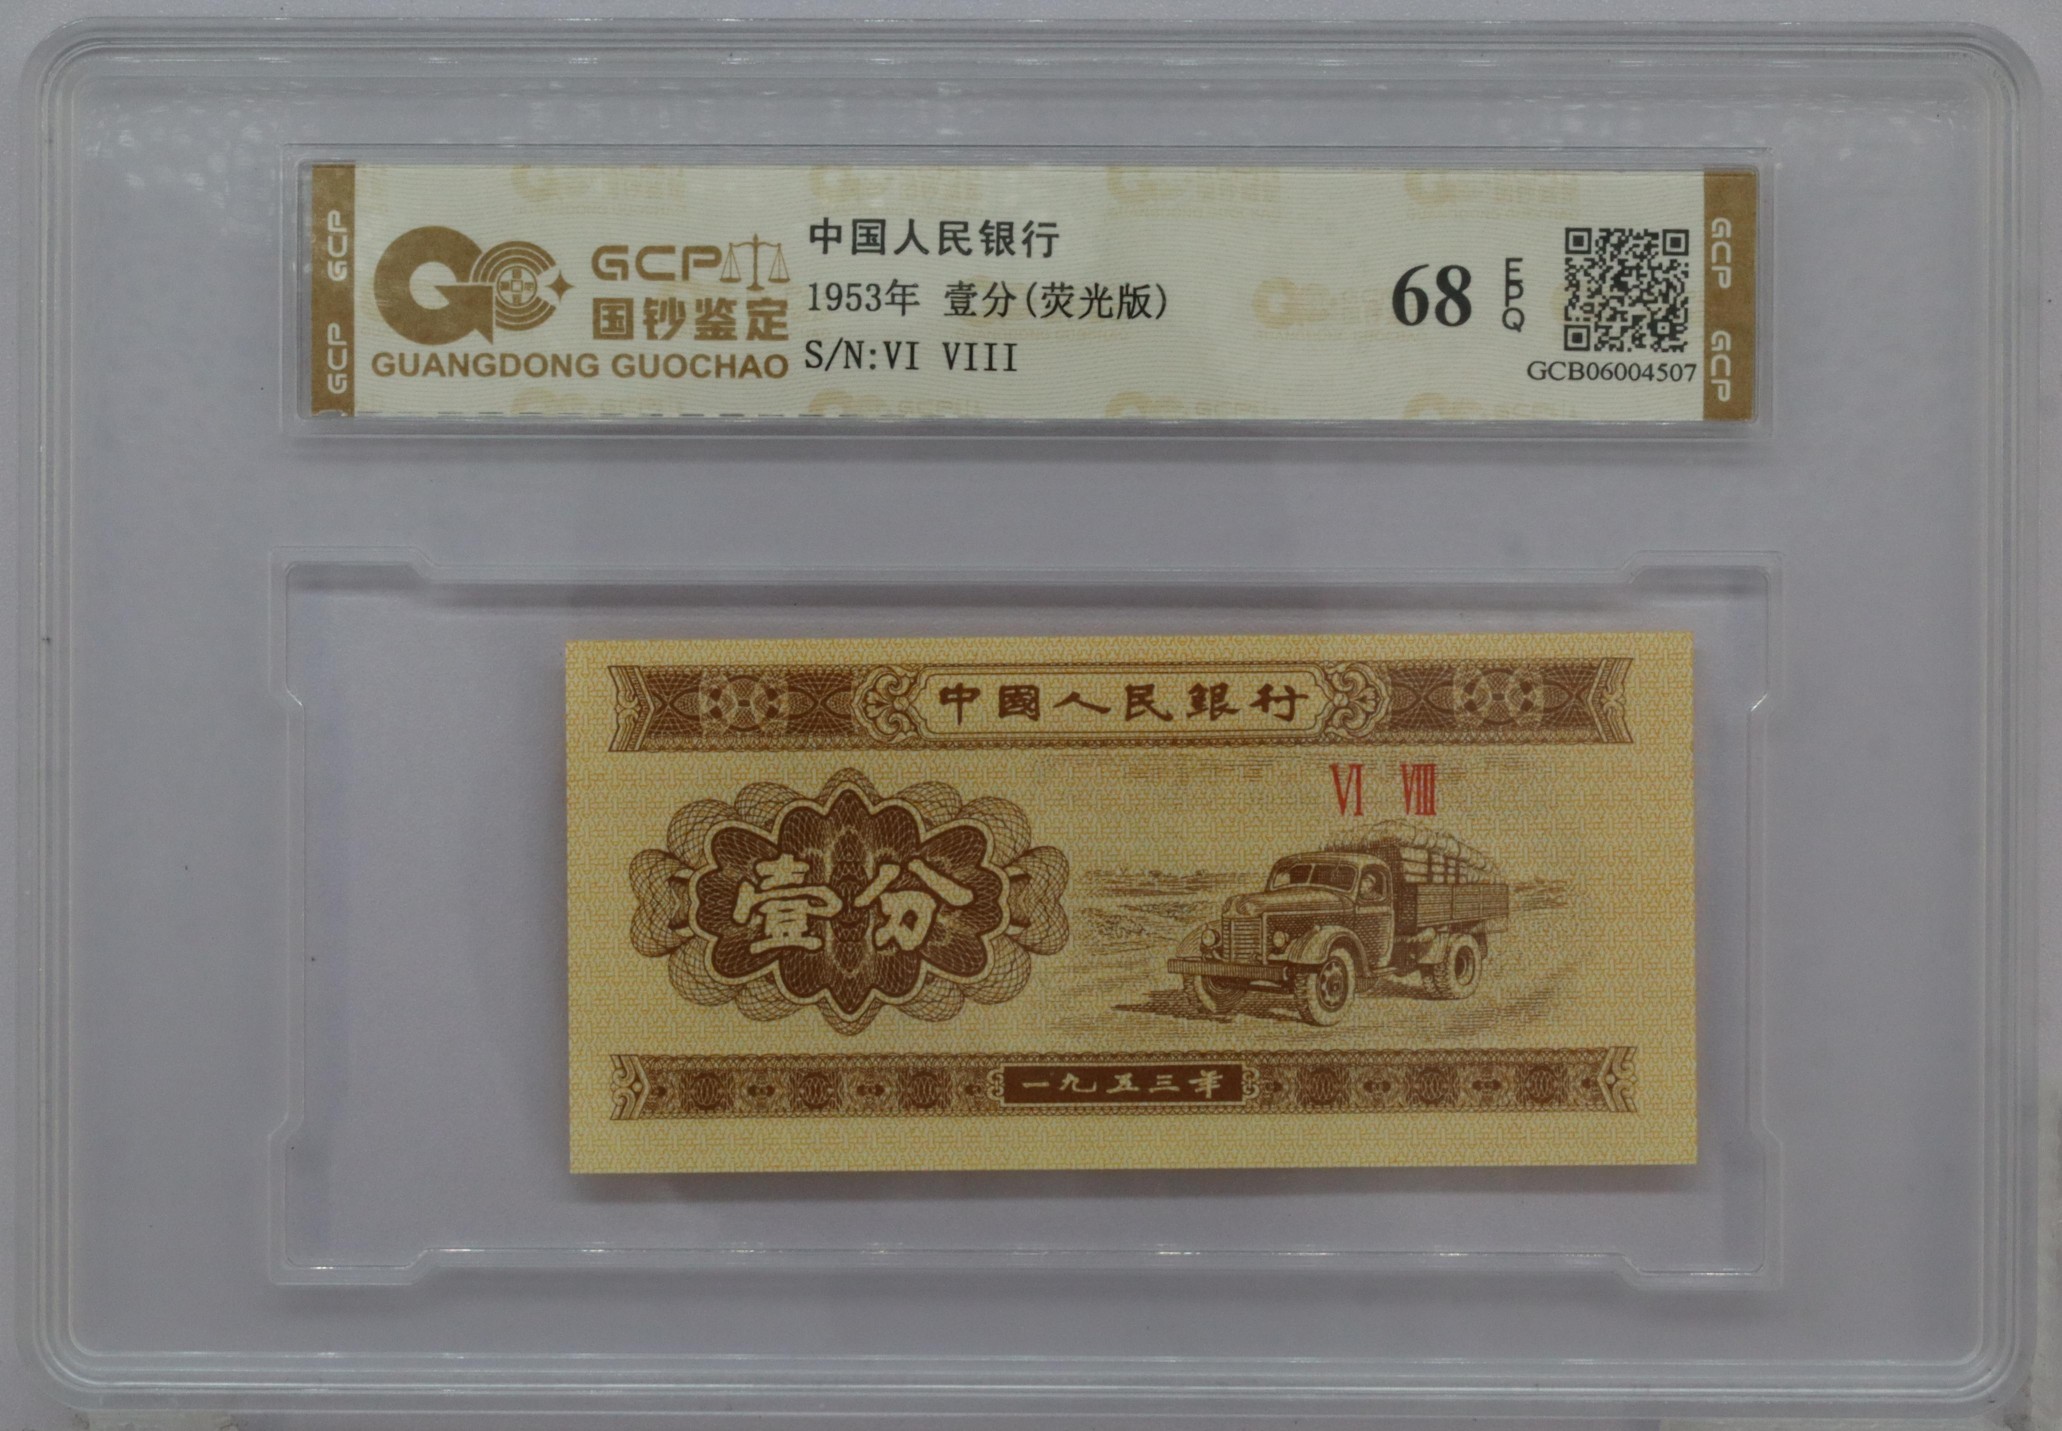 GCP
GCP
GCP
国钞鉴定
GUANGDONG GUOCHAO
中国人民银行
1953年 壹分(荧光版)
S/N:VI VIII
68
EPQ
GCB06004507
GCP
GCP
中國人民銀行
VI VIII
壹分
一九五三年